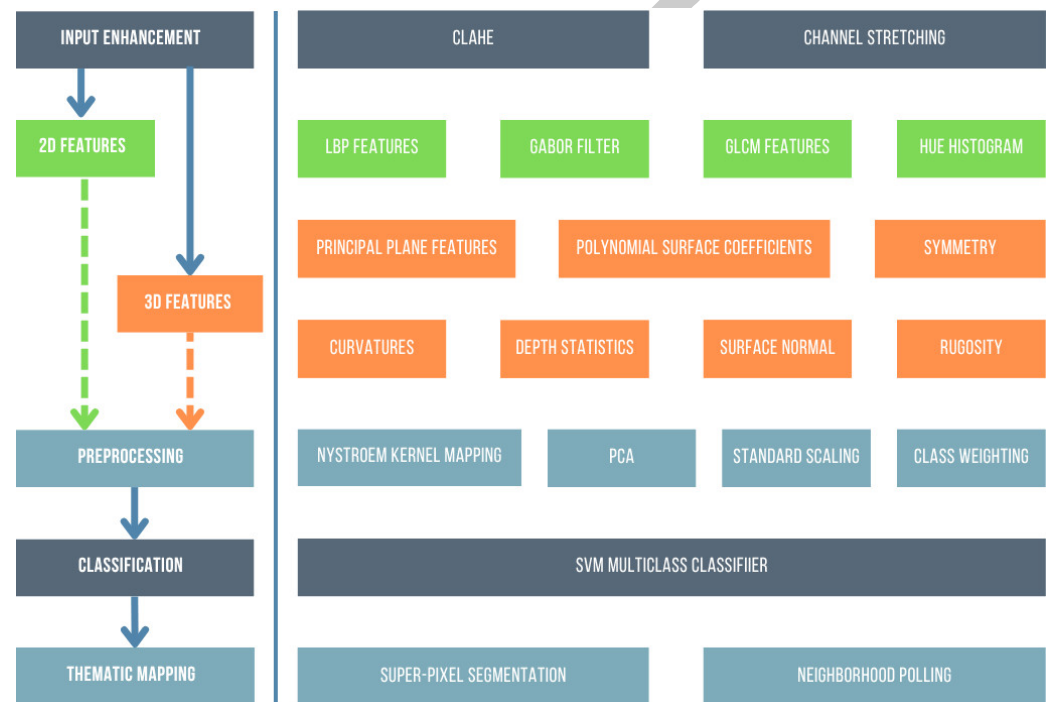 INPUT ENHANCEMENT
CLAHE
CHANNEL STRETCHING
2D FEATURES
LBP FEATURES
GABOR FILTER
GLCM FEATURES
HUE HISTOGRAM
PRINCIPAL PLANE FEATURES
POLYNOMIAL SURFACE COEFFICIENTS
SYMMETRY
3D FEATURES
CURVATURES
DEPTH STATISTICS
SURFACE NORMAL
RUGOSITY
PREPROCESSING
NYSTROEM KERNEL MAPPING
PCA
STANDARD SCALING
CLASS WEIGHTING
CLASSIFICATION
SVM MULTICLASS CLASSIFIIER
THEMATIC MAPPING
SUPER-PIXEL SEGMENTATION
NEIGHBORHOOD POLLING